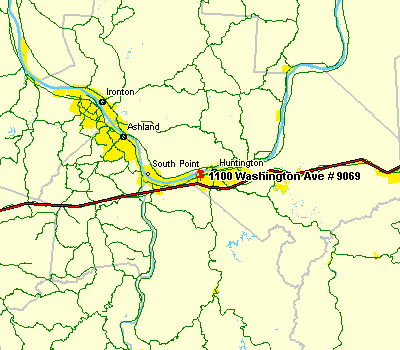 Ironton
Ashland
South Point
Huntington
1100 Washington Ave # 9069